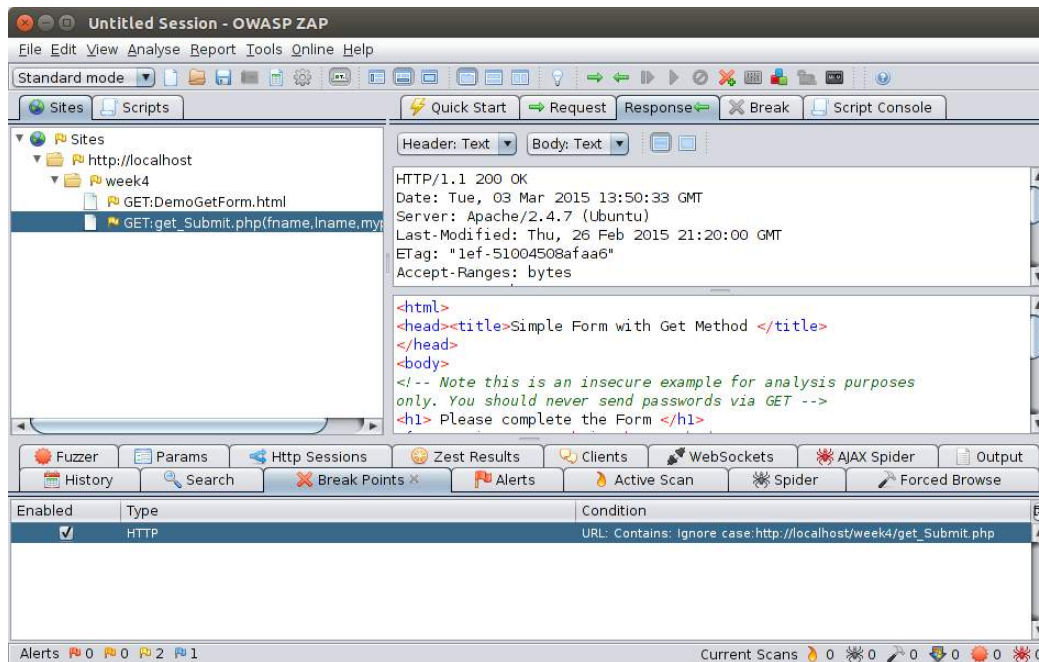 Untitled Session - OWASP ZAP
File Edit View Analyse Report Tools Online Help
Standard mode
Sites Scripts
Quick Start Request Response Break Script Console
Sites
http://localhost
week4
GET:DemoGetForm.html
GET:get_Submit.php(fname,lname,myp
Header: Text Body: Text
HTTP/1.1 200 OK
Date: Tue, 03 Mar 2015 13:50:33 GMT
Server: Apache/2.4.7 (Ubuntu)
Last-Modified: Thu, 26 Feb 2015 21:20:00 GMT
ETag: "1ef-51004508afaa6"
Accept-Ranges: bytes
<html>
<head><title>Simple Form with Get Method </title>
</head>
<body>
<!-- Note this is an insecure example for analysis purposes
only. You should never send passwords via GET -->
<h1> Please complete the Form </h1>
Fuzzer Params Http Sessions Zest Results Clients WebSockets AJAX Spider Output
History Search Break Points Alerts Active Scan Spider Forced Browse
Enabled Type Condition
HTTP URL: Contains: Ignore case:http://localhost/week4/get_Submit.php
Alerts 0 0 2 1 Current Scans 0 0 0 0 0 0